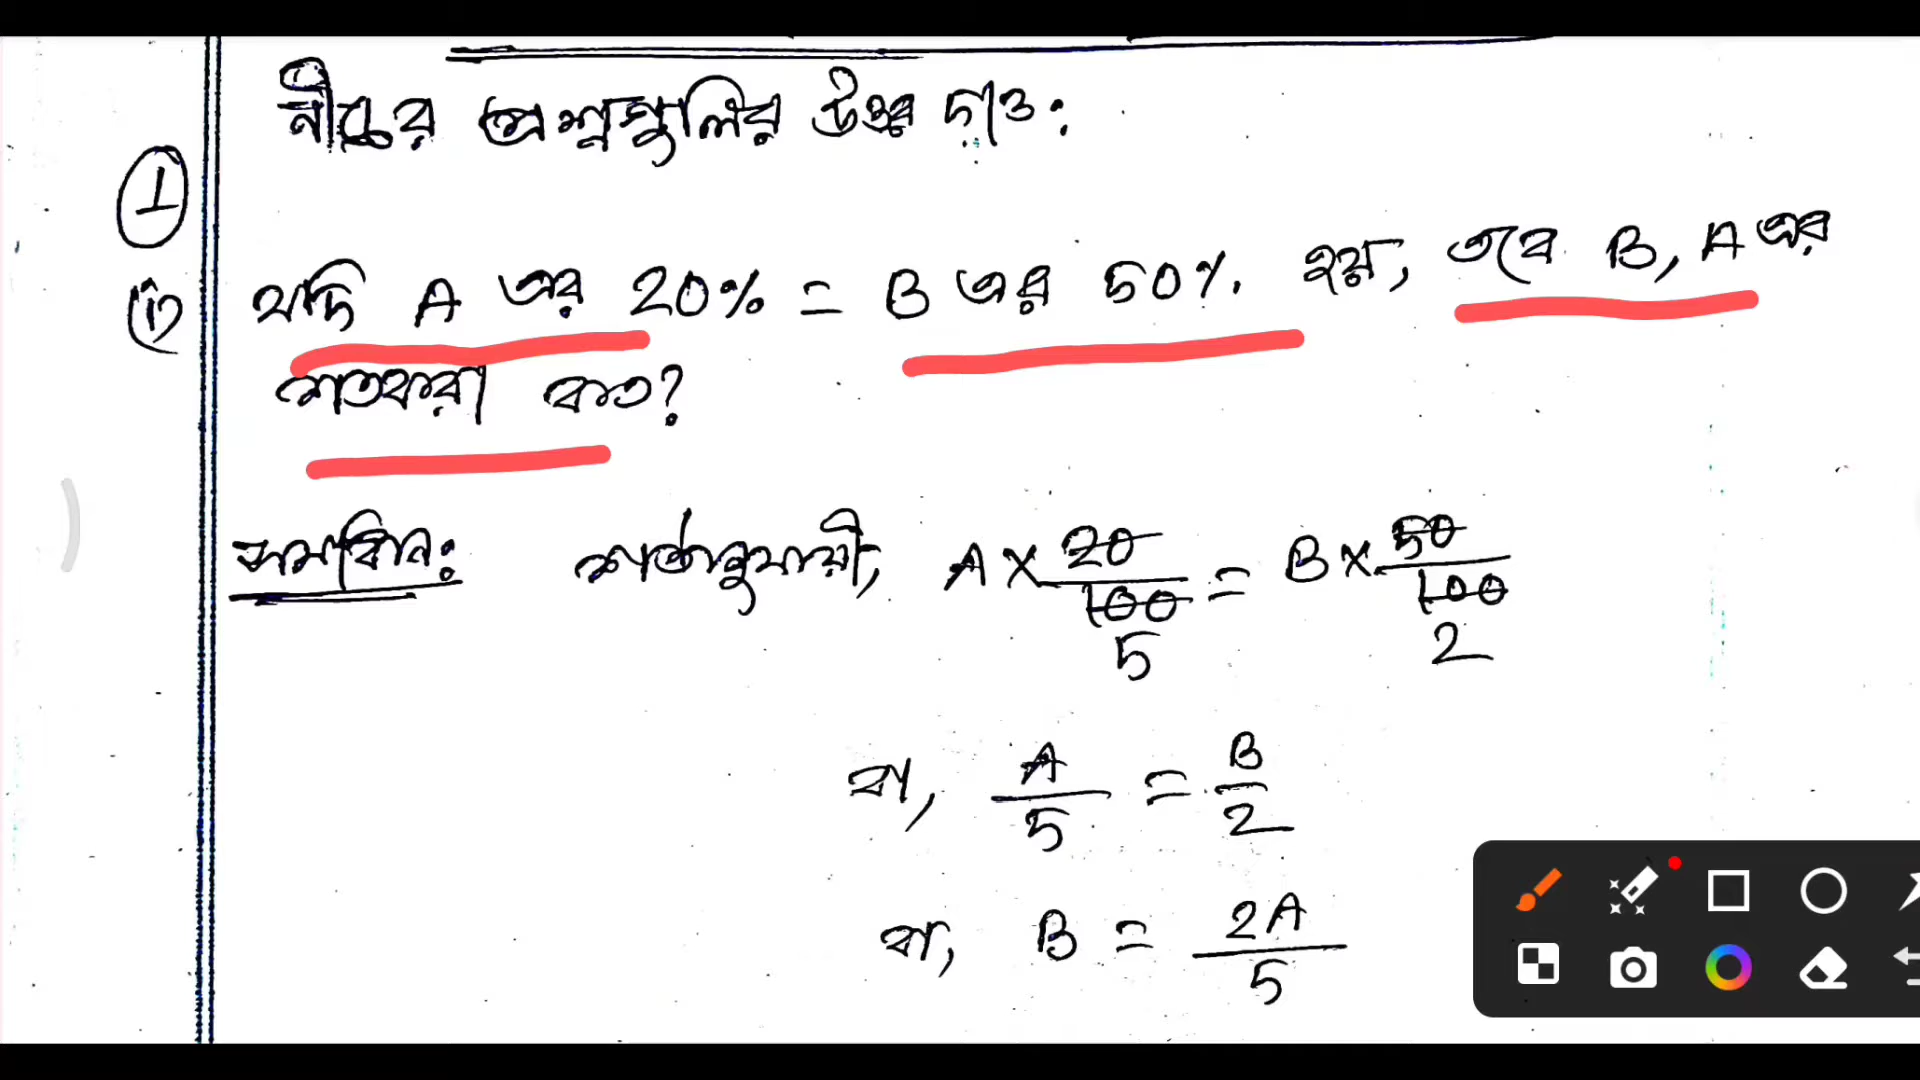 নীচের প্রশ্নগুলির উত্তর দাও:
1
(i) যদি A এর 20% = B এর 50% হয়, তবে B, A এর
শতকরা কত?
সমাধান: শর্তানুযায়ী, A × 20/100 = B × 50/100
5 2
বা, A/5 = B/2
বা, B = 2A/5